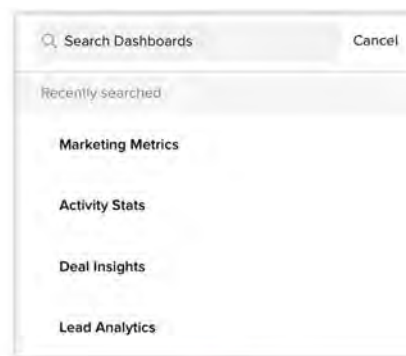 Search Dashboards Cancel
Recently searched
Marketing Metrics
Activity Stats
Deal Insights
Lead Analytics